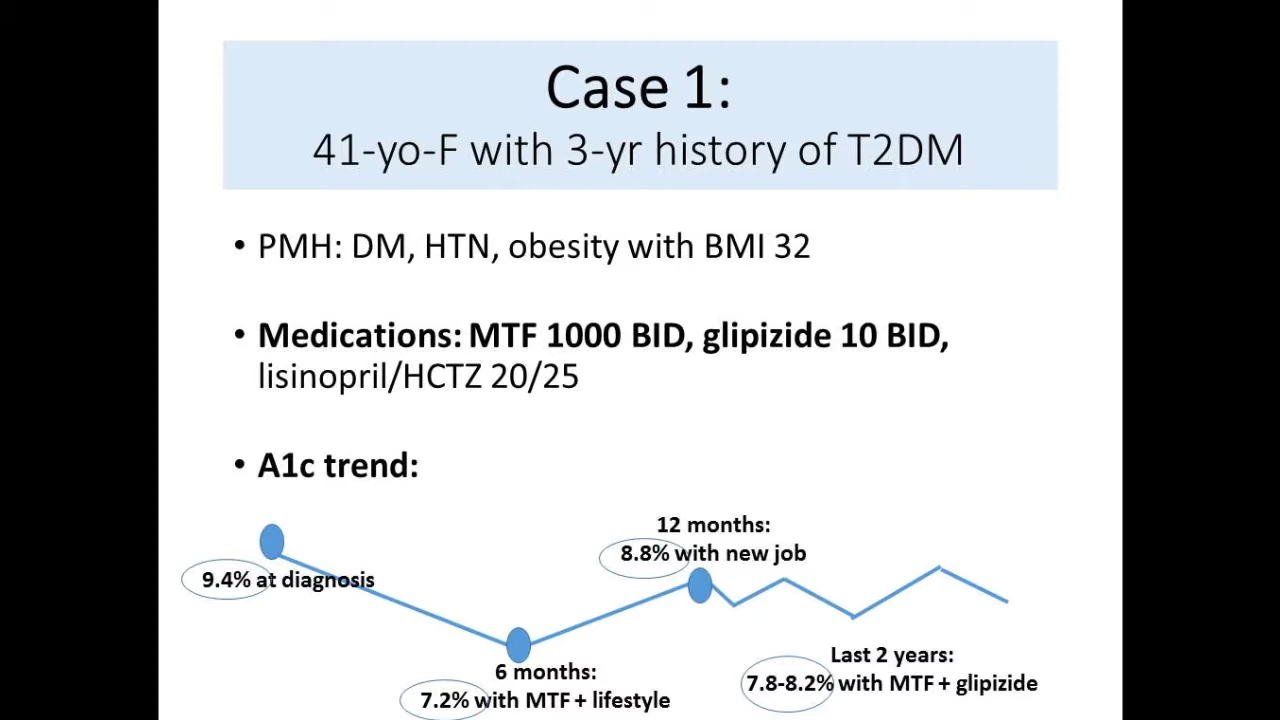 Case 1:
41-yo-F with 3-yr history of T2DM
• PMH: DM, HTN, obesity with BMI 32
• Medications: MTF 1000 BID, glipizide 10 BID,
lisinopril/HCTZ 20/25
• A1c trend:
9.4% at diagnosis
6 months:
7.2% with MTF + lifestyle
12 months:
8.8% with new job
Last 2 years:
7.8-8.2% with MTF + glipizide